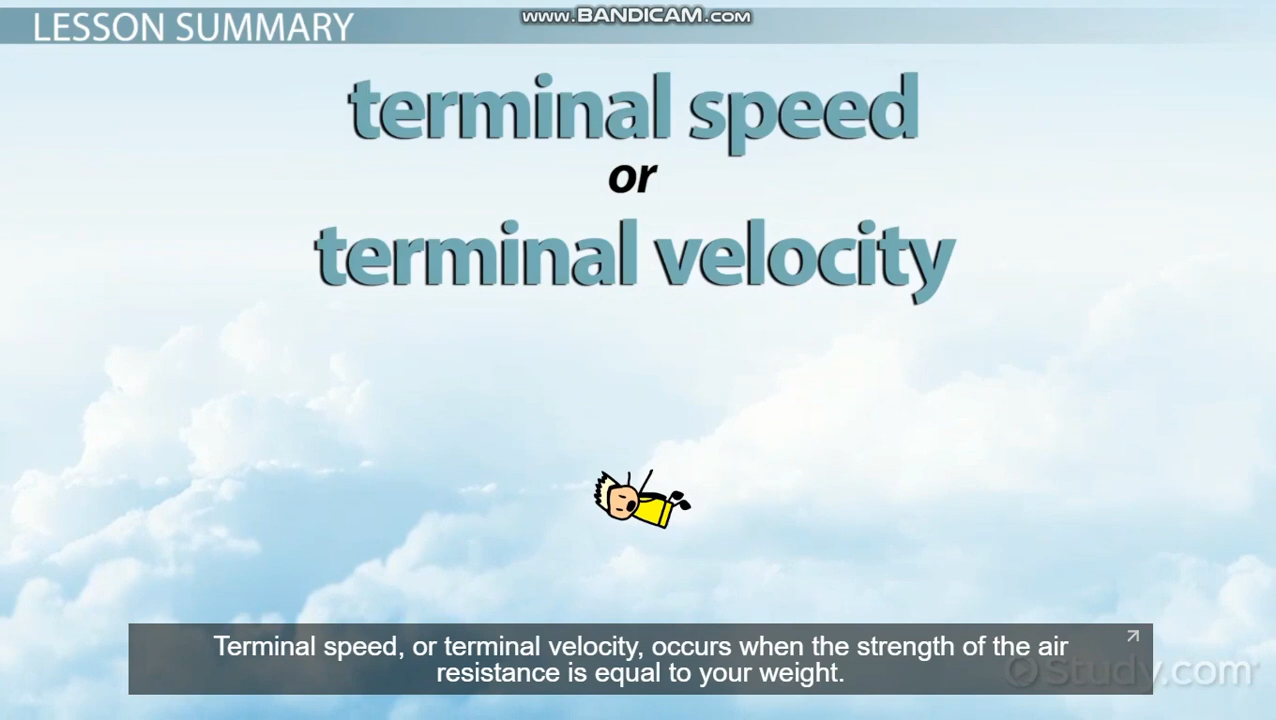 www.BANDICAM.com
LESSON SUMMARY
terminal speed
or
terminal velocity
Terminal speed, or terminal velocity, occurs when the strength of the air
resistance is equal to your weight.
Study.com